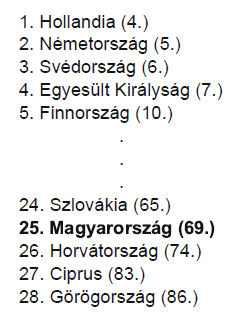 1. Hollandia (4.)
2. Németország (5.)
3. Svédország (6.)
4. Egyesült Királyság (7.)
5. Finnország (10.)
.
.
.
24. Szlovákia (65.)
25. Magyarország (69.)
26. Horvátország (74.)
27. Ciprus (83.)
28. Görögország (86.)